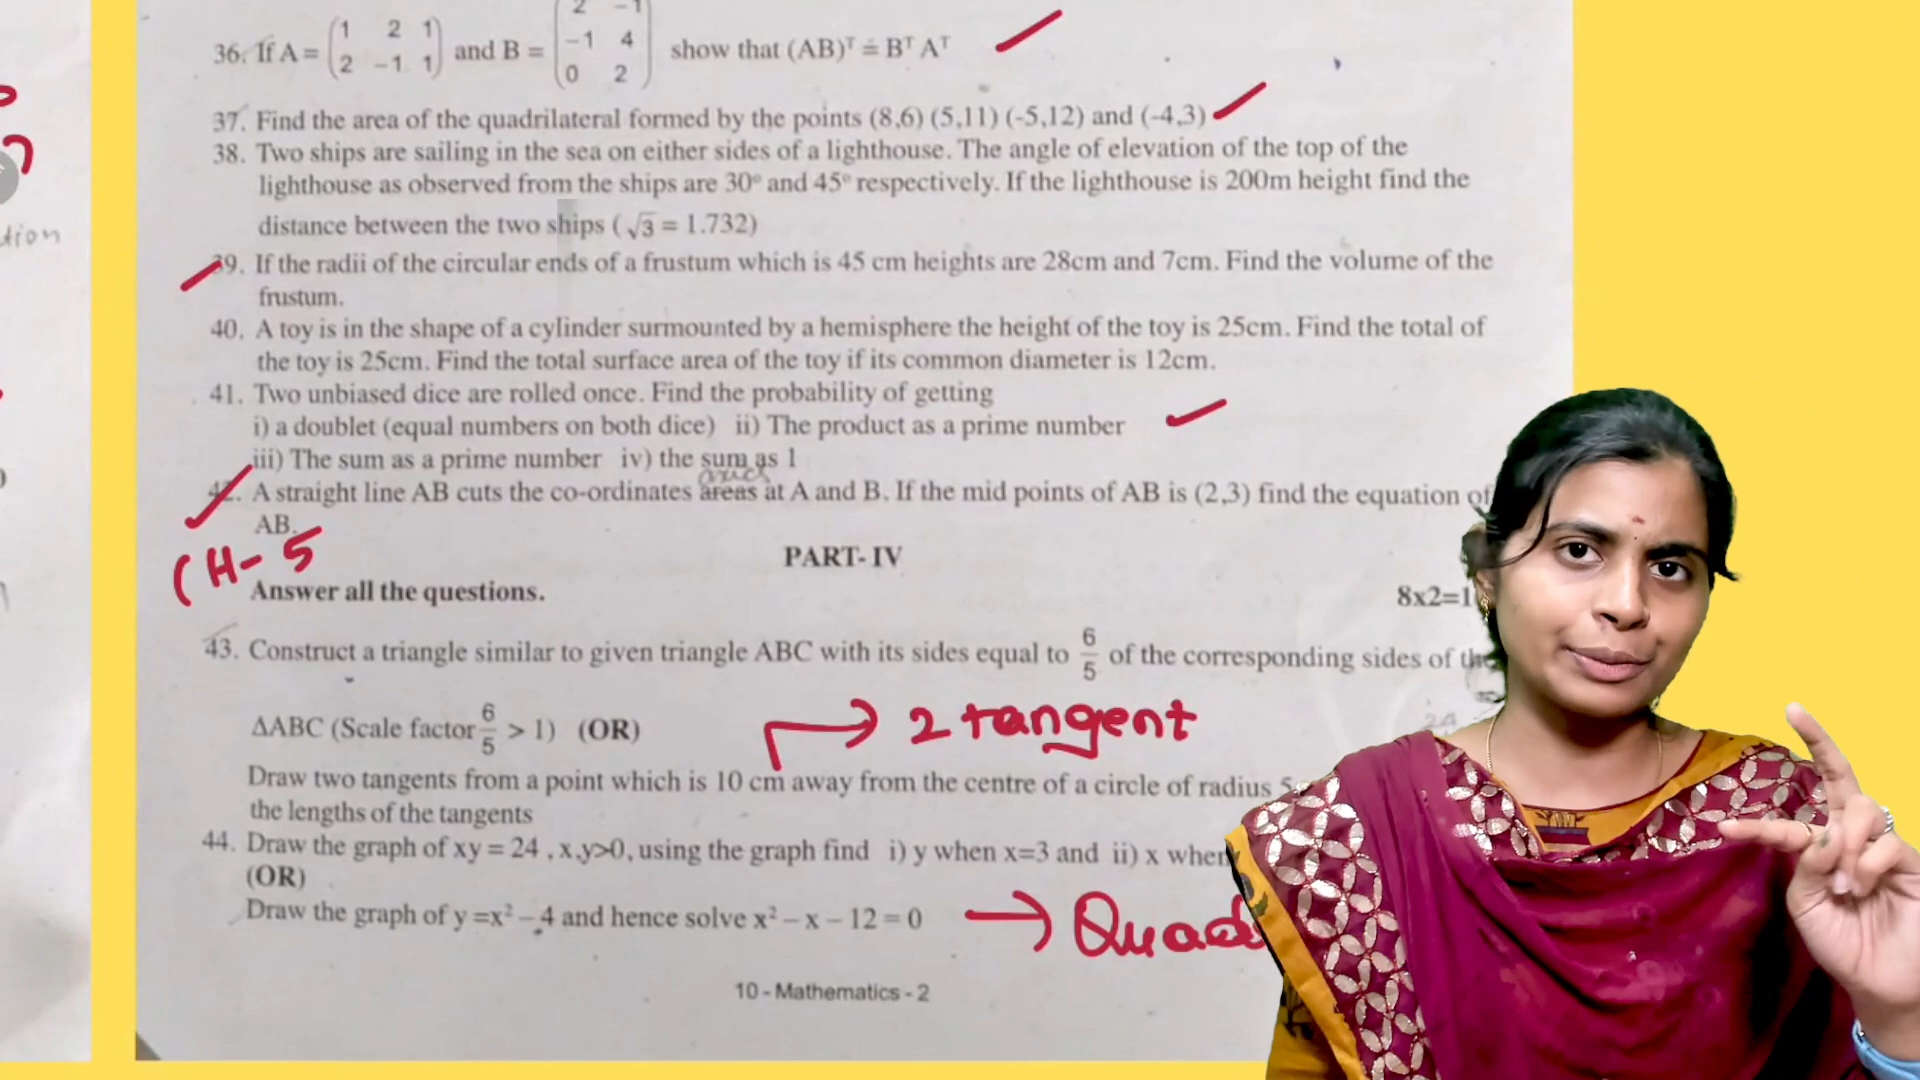 36. If A = (1 2 1 2 -1 1) and B = (2 -1 -1 4 0 2) show that (AB)ᵀ = Bᵀ Aᵀ
37. Find the area of the quadrilateral formed by the points (8,6) (5,11) (-5,12) and (-4,3)
38. Two ships are sailing in the sea on either sides of a lighthouse. The angle of elevation of the top of the
lighthouse as observed from the ships are 30° and 45° respectively. If the lighthouse is 200m height find the
distance between the two ships (√3 = 1.732)
39. If the radii of the circular ends of a frustum which is 45 cm heights are 28cm and 7cm. Find the volume of the
frustum.
40. A toy is in the shape of a cylinder surmounted by a hemisphere the height of the toy is 25cm. Find the total of
the toy is 25cm. Find the total surface area of the toy if its common diameter is 12cm.
41. Two unbiased dice are rolled once. Find the probability of getting
i) a doublet (equal numbers on both dice) ii) The product as a prime number
iii) The sum as a prime number iv) the sum as 1
axes
42. A straight line AB cuts the co-ordinates areas at A and B. If the mid points of AB is (2,3) find the equation of
AB.
CH-5
PART- IV
Answer all the questions.
8x2=1
43. Construct a triangle similar to given triangle ABC with its sides equal to 6/5 of the corresponding sides of the
ΔABC (Scale factor 6/5 > 1) (OR)
2 tangent
Draw two tangents from a point which is 10 cm away from the centre of a circle of radius 5
the lengths of the tangents
44. Draw the graph of xy = 24 , x,y>0, using the graph find i) y when x=3 and ii) x when
(OR)
Draw the graph of y =x² – 4 and hence solve x² – x – 12 = 0
Quad
10 - Mathematics - 2